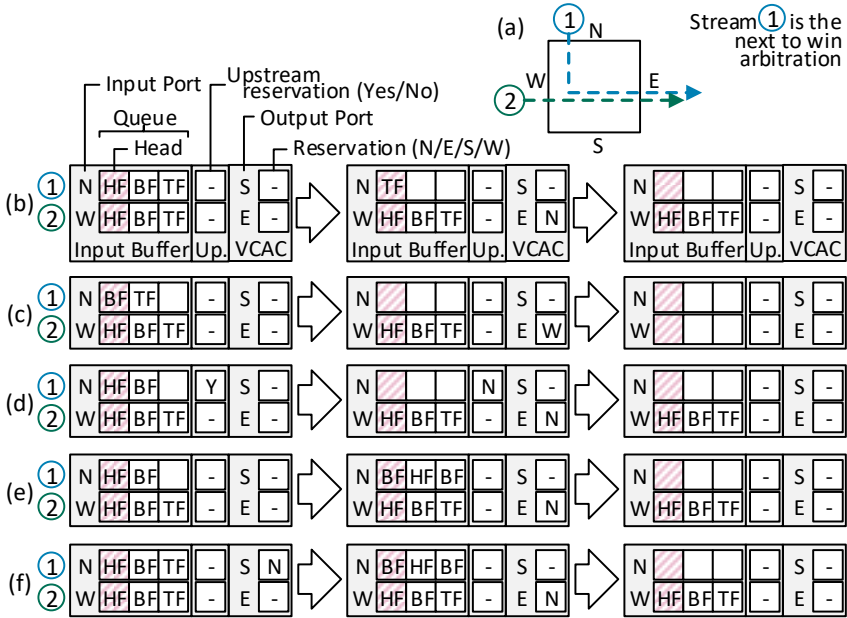 (a)
1
N
Stream 1 is the
next to win
arbitration
W
E
2
S
Input Port
Upstream
reservation (Yes/No)
Queue
Output Port
Head
Reservation (N/E/S/W)
(b)
1 N HF BF TF - S - N TF - S - N - S -
2 W HF BF TF - E - W HF BF TF - E N W HF BF TF - E -
Input Buffer Up. VCAC Input Buffer Up. VCAC Input Buffer Up. VCAC
(c)
1 N BF TF - S - N - S - N - S -
2 W HF BF TF - E - W HF BF TF - E W W - E -
(d)
1 N HF BF Y S - N N S - N - S -
2 W HF BF TF - E - W HF BF TF - E N W HF BF TF - E -
(e)
1 N HF BF - S - N BF HF BF - S - N - S -
2 W HF BF TF - E - W HF BF TF - E N W HF BF TF - E -
(f)
1 N HF BF TF - S N N BF HF BF - S - N - S -
2 W HF BF TF - E - W HF BF TF - E N W HF BF TF - E -